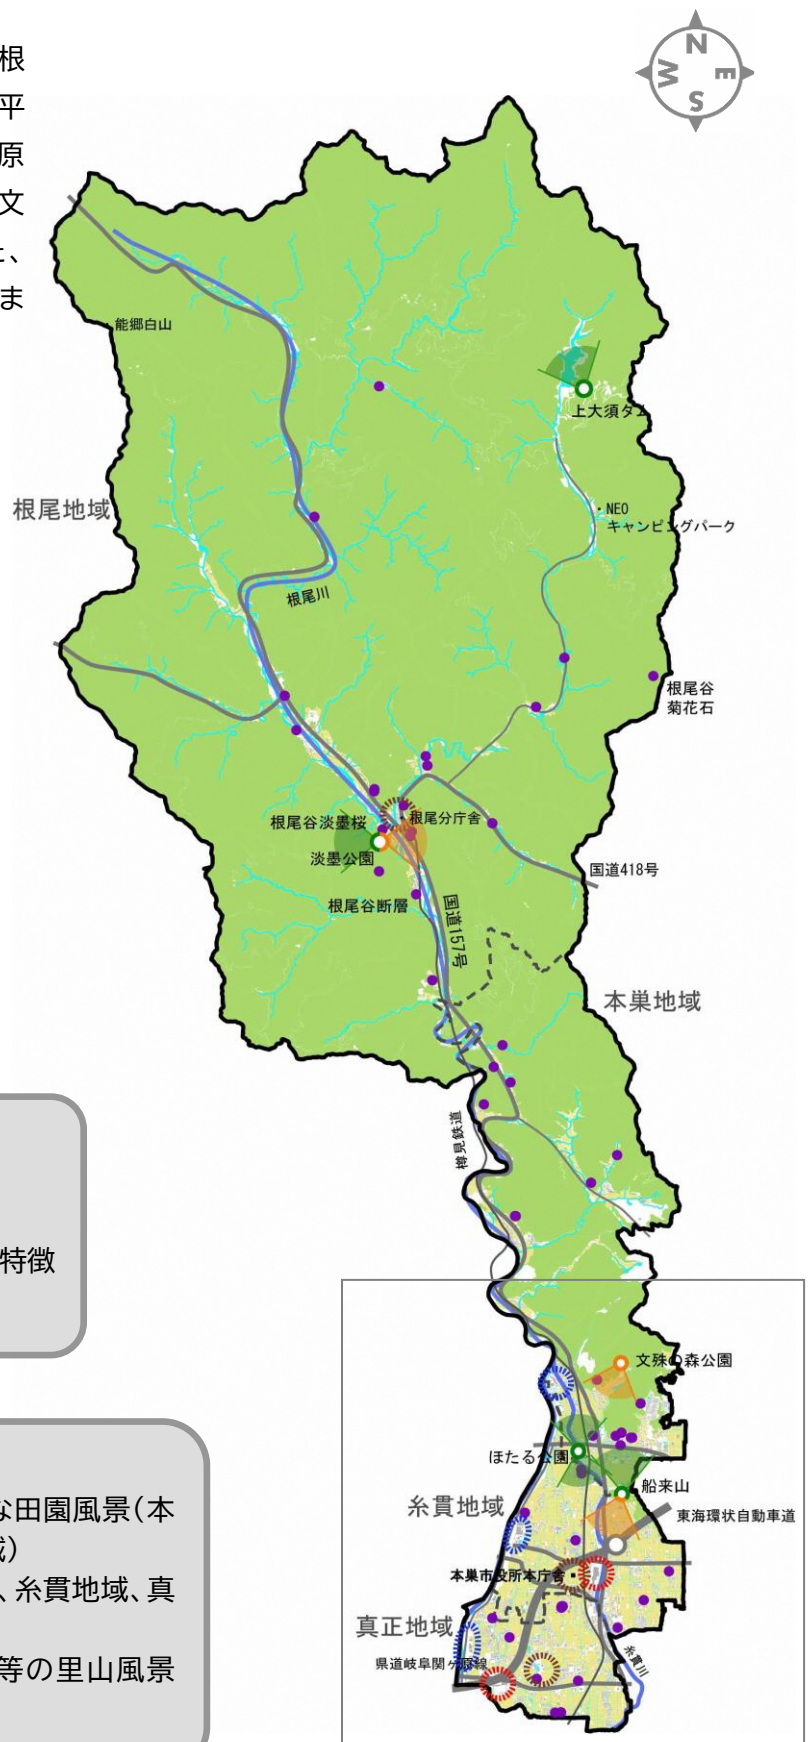 根
平
原
文
、
ま
N
W
E
S
能郷白山
上大須ダム
・NEO
キャンピングパーク
根尾地域
根尾川
根尾谷
菊花石
根尾谷淡墨桜
・根尾分庁舎
淡墨公園
国道418号
根尾谷断層
国道157号
本巣地域
樽見鉄道
特徴
文殊の森公園
ほたる公園
船来山
糸貫地域
東海環状自動車道
本巣市役所本庁舎・
真正地域
県道岐阜関ケ原線
糸貫川
な田園風景(本
域)
、糸貫地域、真
等の里山風景